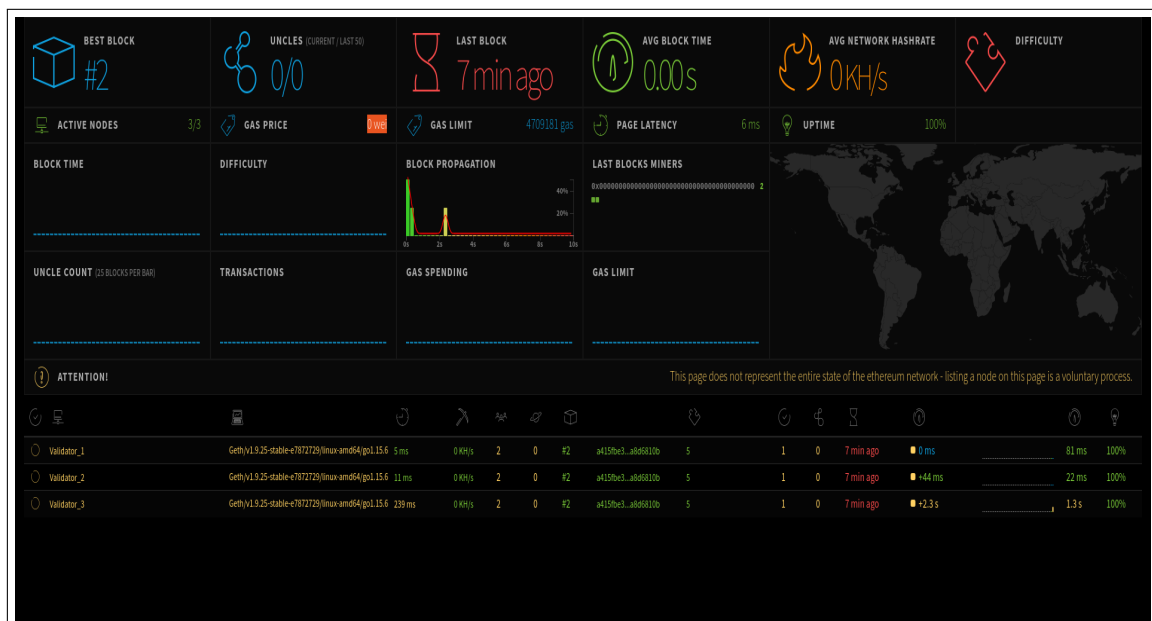 BEST BLOCK
#2
UNCLES (CURRENT / LAST 50)
0/0
LAST BLOCK
7 min ago
AVG BLOCK TIME
0.00 s
AVG NETWORK HASHRATE
0 KH/s
DIFFICULTY
ACTIVE NODES 3/3
GAS PRICE 0 wei
GAS LIMIT 4709181 gas
PAGE LATENCY 6 ms
UPTIME 100%
BLOCK TIME
DIFFICULTY
BLOCK PROPAGATION
40%
20%
0s 2s 4s 6s 8s 10s
LAST BLOCKS MINERS
0x0000000000000000000000000000000000000000 2
UNCLE COUNT (25 BLOCKS PER BAR)
TRANSACTIONS
GAS SPENDING
GAS LIMIT
ATTENTION!
This page does not represent the entire state of the ethereum network - listing a node on this page is a voluntary process.
Validator_1 Geth/v1.9.25-stable-e7872729/linux-amd64/go1.15.6 5 ms 0 KH/s 2 0 #2 a415fbe3...a8d6810b 5 1 0 7 min ago 0 ms 81 ms 100%
Validator_2 Geth/v1.9.25-stable-e7872729/linux-amd64/go1.15.6 11 ms 0 KH/s 2 0 #2 a415fbe3...a8d6810b 5 1 0 7 min ago +44 ms 22 ms 100%
Validator_3 Geth/v1.9.25-stable-e7872729/linux-amd64/go1.15.6 239 ms 0 KH/s 2 0 #2 a415fbe3...a8d6810b 5 1 0 7 min ago +2.3 s 1.3 s 100%